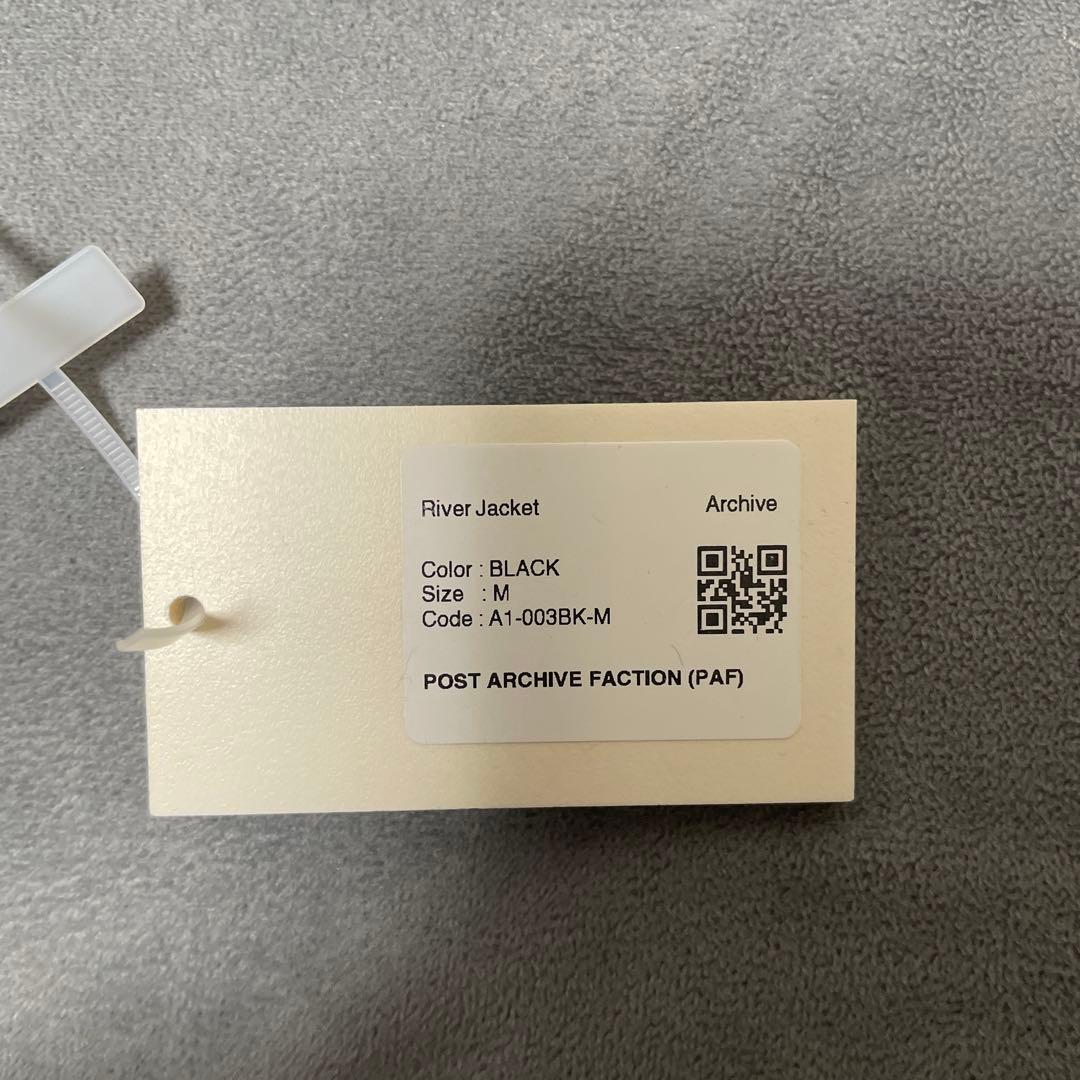 River Jacket
Archive
Color : BLACK
Size : M
Code : A1-003BK-M
POST ARCHIVE FACTION (PAF)